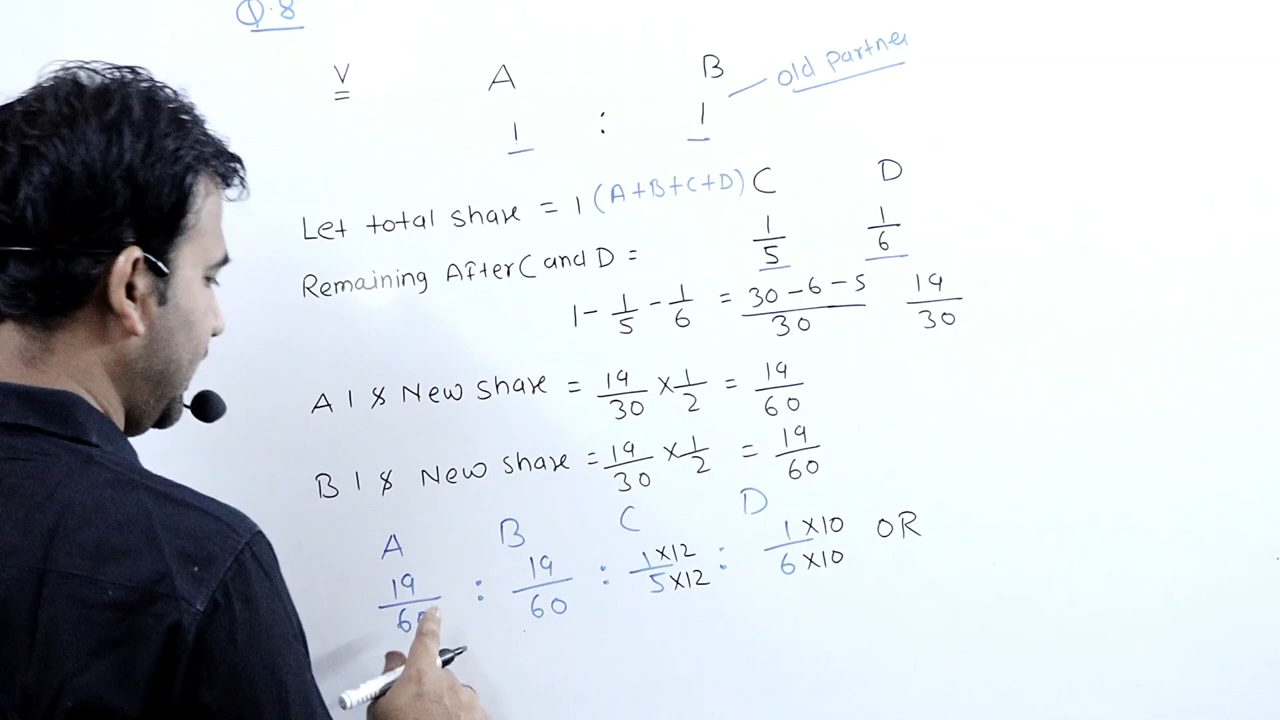 Q.8
V A B old partner
1 : 1
Let total share = 1 (A+B+C+D) C D
Remaining After C and D = 1/5 1/6
1 - 1/5 - 1/6 = 30 - 6 - 5/30 19/30
A's New share = 19/30 × 1/2 = 19/60
B's New share = 19/30 × 1/2 = 19/60
A B C D
19/60 : 19/60 : 1×12/5×12 : 1×10/6×10 OR